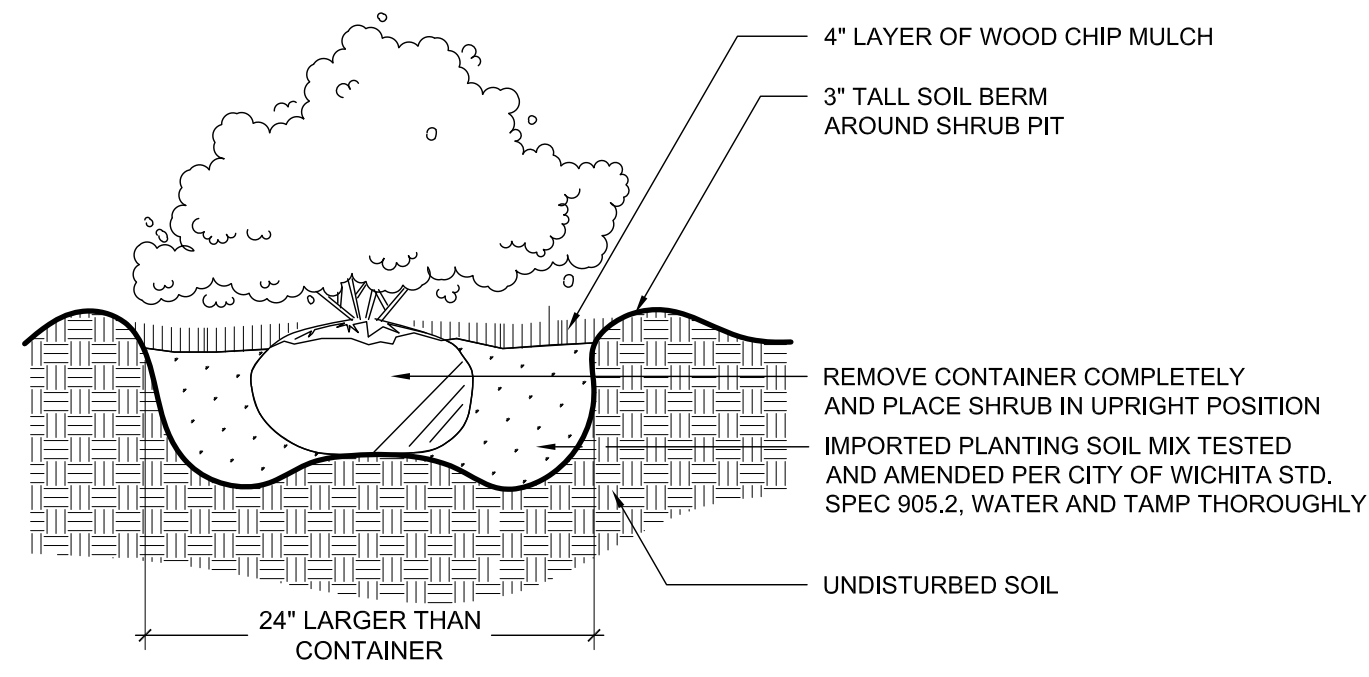 4" LAYER OF WOOD CHIP MULCH
3" TALL SOIL BERM
AROUND SHRUB PIT
REMOVE CONTAINER COMPLETELY
AND PLACE SHRUB IN UPRIGHT POSITION
IMPORTED PLANTING SOIL MIX TESTED
AND AMENDED PER CITY OF WICHITA STD.
SPEC 905.2, WATER AND TAMP THOROUGHLY
UNDISTURBED SOIL
24" LARGER THAN
CONTAINER